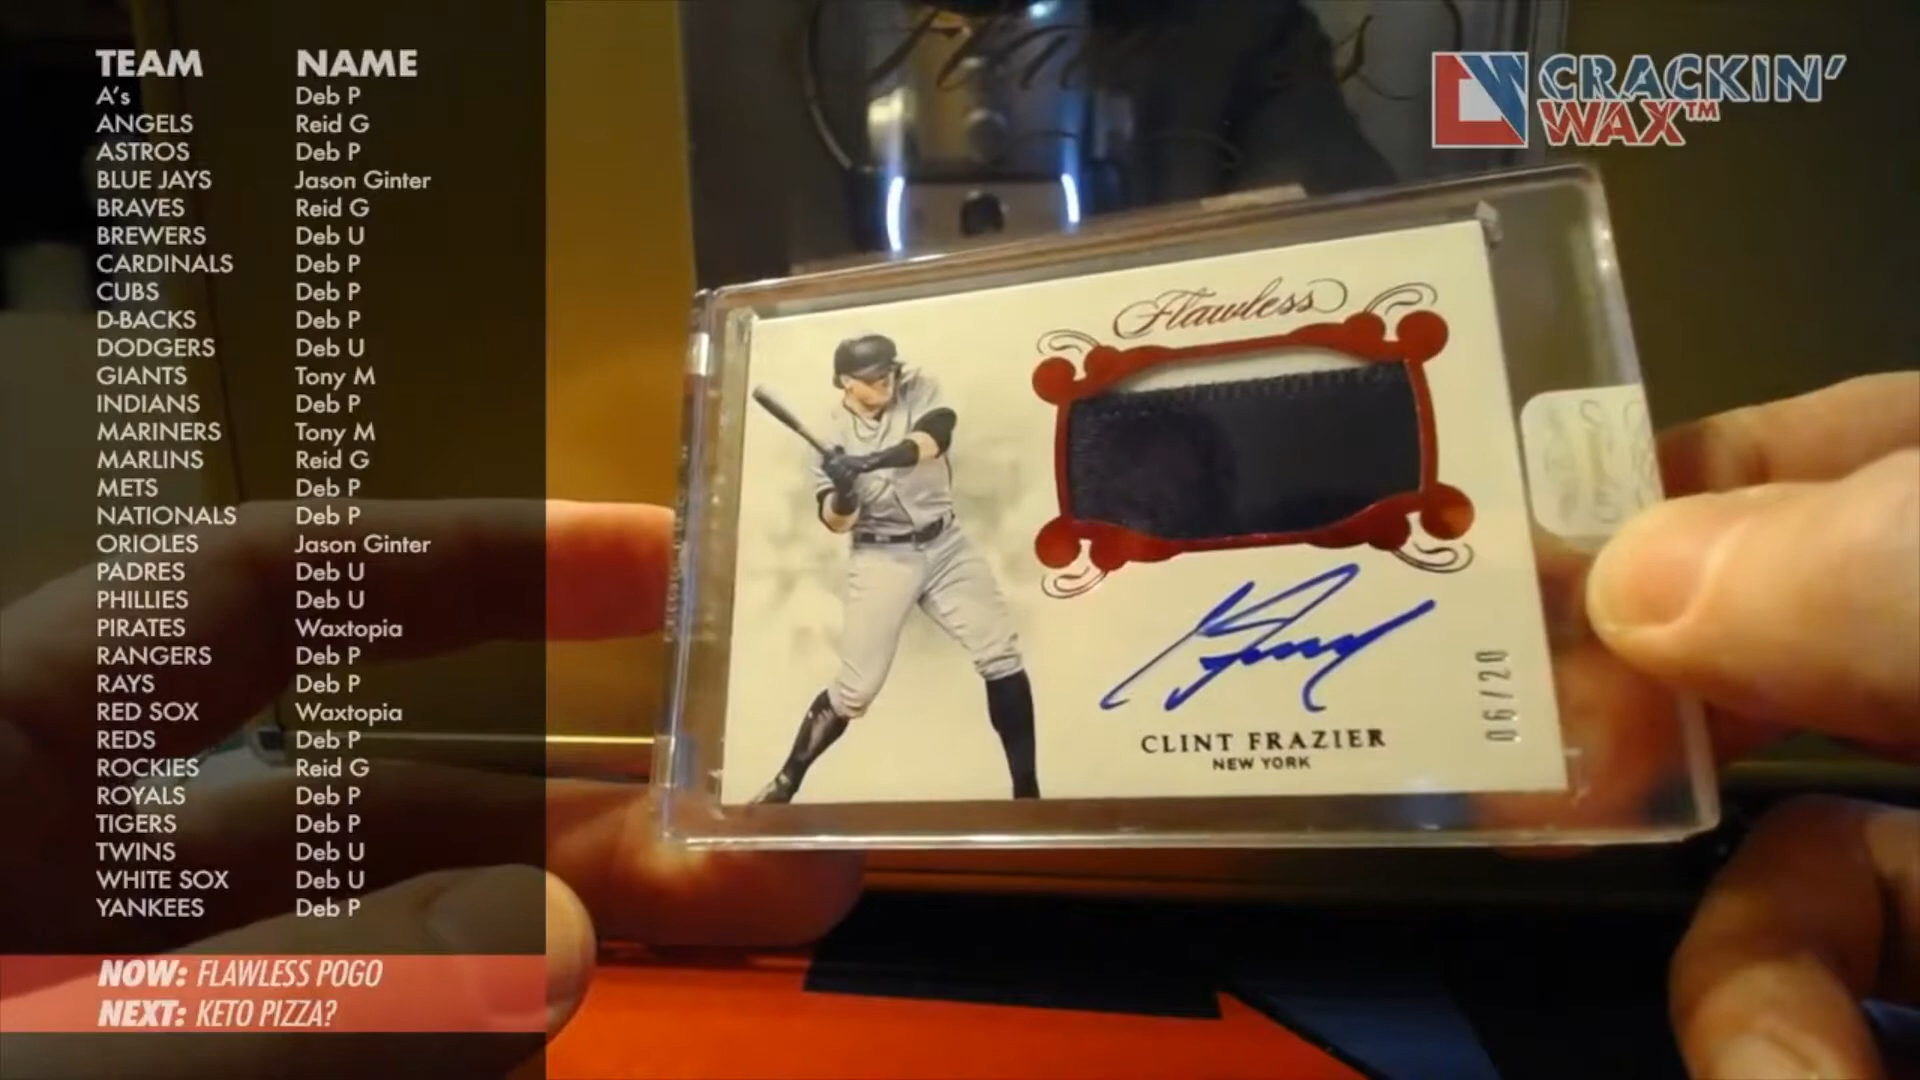 TEAM NAME
A's Deb P
ANGELS Reid G
ASTROS Deb P
BLUE JAYS Jason Ginter
BRAVES Reid G
BREWERS Deb U
CARDINALS Deb P
CUBS Deb P
D-BACKS Deb P
DODGERS Deb U
GIANTS Tony M
INDIANS Deb P
MARINERS Tony M
MARLINS Reid G
METS Deb P
NATIONALS Deb P
ORIOLES Jason Ginter
PADRES Deb U
PHILLIES Deb U
PIRATES Waxtopia
RANGERS Deb P
RAYS Deb P
RED SOX Waxtopia
REDS Deb P
ROCKIES Reid G
ROYALS Deb P
TIGERS Deb P
TWINS Deb U
WHITE SOX Deb U
YANKEES Deb P
NOW: FLAWLESS POGO
NEXT: KETO PIZZA?
CW CRACKIN'
WAX™
Flawless
CLINT FRAZIER
NEW YORK
06/20